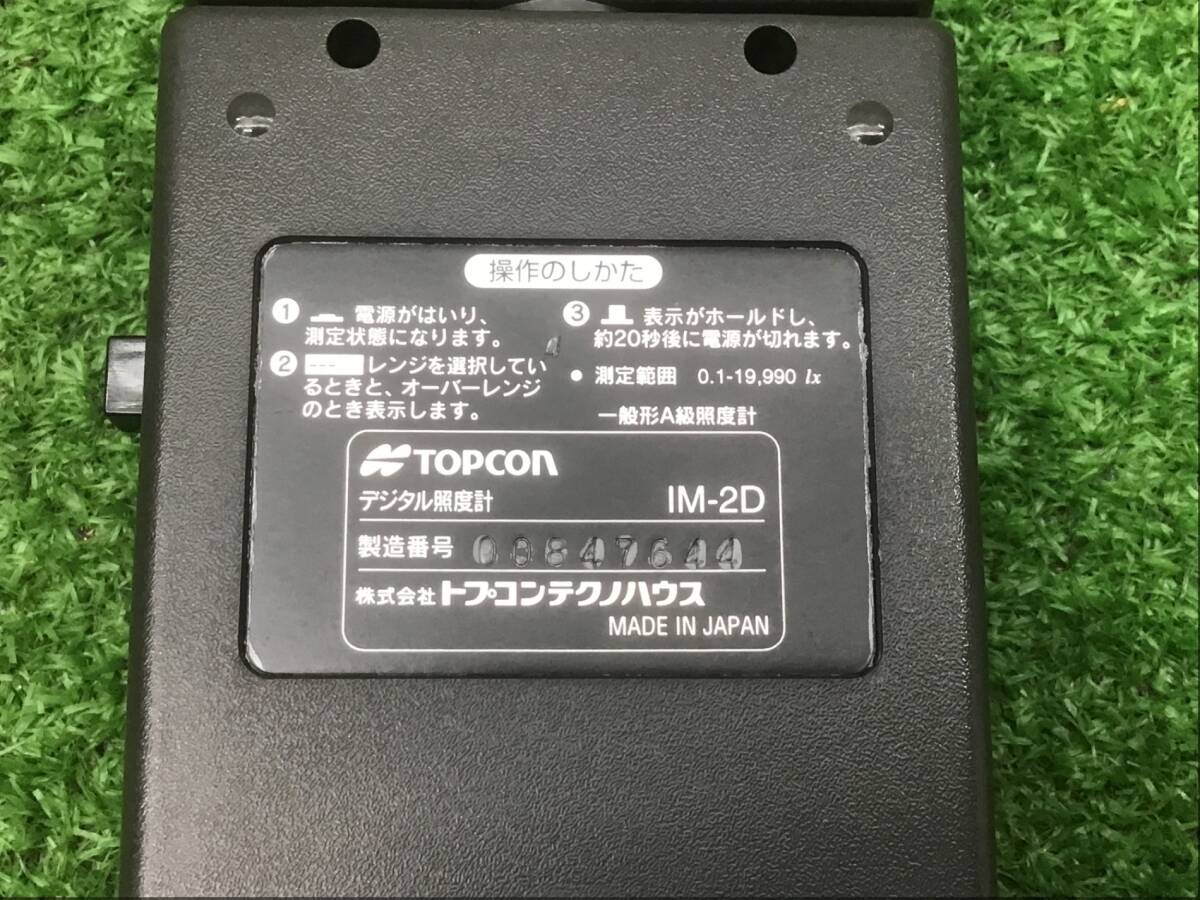 操作のしかた
① 電源がはいり、
測定状態になります。
② --- レンジを選択してい
るときと、オーバーレンジ
のとき表示します。
③ 表示がホールドし、
約20秒後に電源が切れます。
● 測定範囲 0.1-19,990 lx
一般形A級照度計
TOPCON
デジタル照度計 IM-2D
製造番号 00847644
株式会社トプコンテクノハウス
MADE IN JAPAN